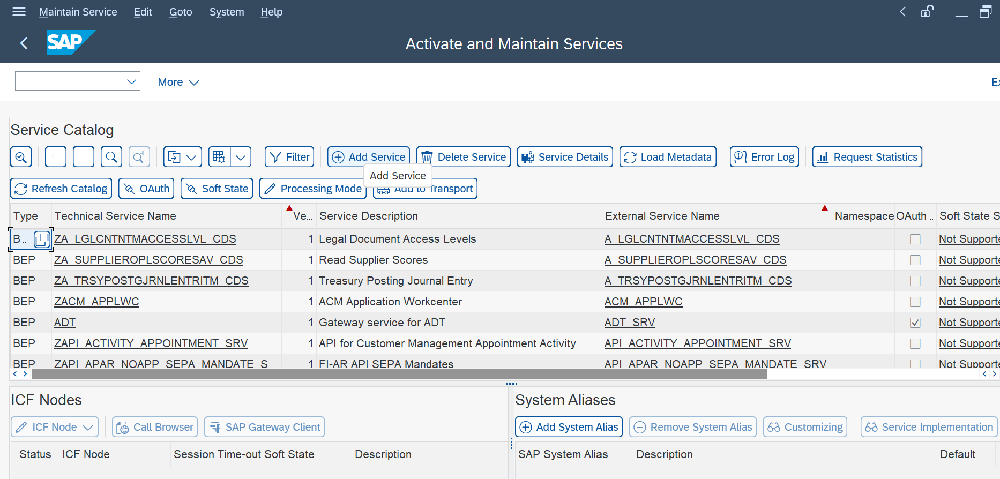 Maintain Service Edit Goto System Help
SAP Activate and Maintain Services
More Ex
Service Catalog
Filter Add Service Delete Service Service Details Load Metadata Error Log Request Statistics
Add Service
Refresh Catalog OAuth Soft State Processing Mode Add to Transport
Type Technical Service Name Ve... Service Description External Service Name Namespace OAuth ... Soft State S
B... ZA_LGLCNTNTMACCESSLVL_CDS 1 Legal Document Access Levels A_LGLCNTNTMACCESSLVL_CDS Not Supporte
BEP ZA_SUPPLIEROPLSCORESAV_CDS 1 Read Supplier Scores A_SUPPLIEROPLSCORESAV_CDS Not Supporte
BEP ZA_TRSYPOSTGJRNLENTRITM_CDS 1 Treasury Posting Journal Entry A_TRSYPOSTGJRNLENTRITM_CDS Not Supporte
BEP ZACM_APPLWC 1 ACM Application Workcenter ACM_APPLWC Not Supporte
BEP ADT 1 Gateway service for ADT ADT_SRV Not Supporte
BEP ZAPI_ACTIVITY_APPOINTMENT_SRV 1 API for Customer Management Appointment Activity API_ACTIVITY_APPOINTMENT_SRV Not Supporte
BEP ZAPI_APAR_NOAPP_SEPA_MANDATE_S 1 FI-AR API SEPA Mandates API_APAR_NOAPP_SEPA_MANDATE_SRV Not Supporte
ICF Nodes System Aliases
ICF Node Call Browser SAP Gateway Client Add System Alias Remove System Alias Customizing Service Implementation
Status ICF Node Session Time-out Soft State Description SAP System Alias Description Default